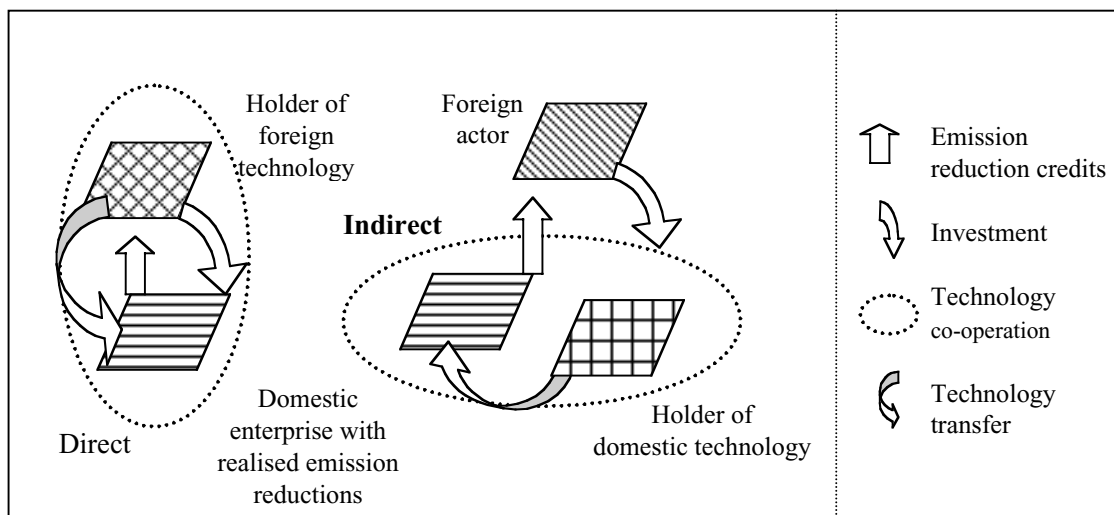 Holder of
foreign
technology
Foreign
actor
Indirect
Direct
Domestic
enterprise with
realised emission
reductions
Holder of
domestic technology
Emission
reduction credits
Investment
Technology
co-operation
Technology
transfer